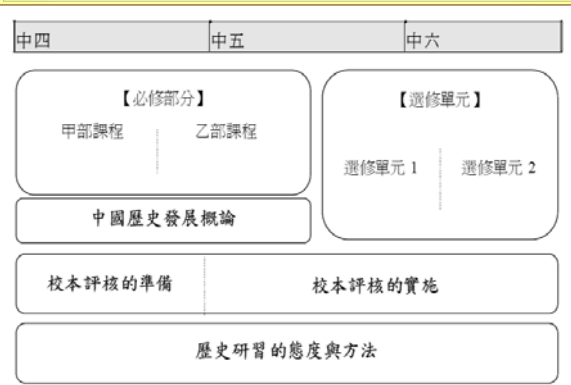 中四 中五 中六
【必修部分】
甲部課程 乙部課程
中國歷史發展概論
【選修單元】
選修單元 1 選修單元 2
校本評核的準備 校本評核的實施
歷史研習的態度與方法